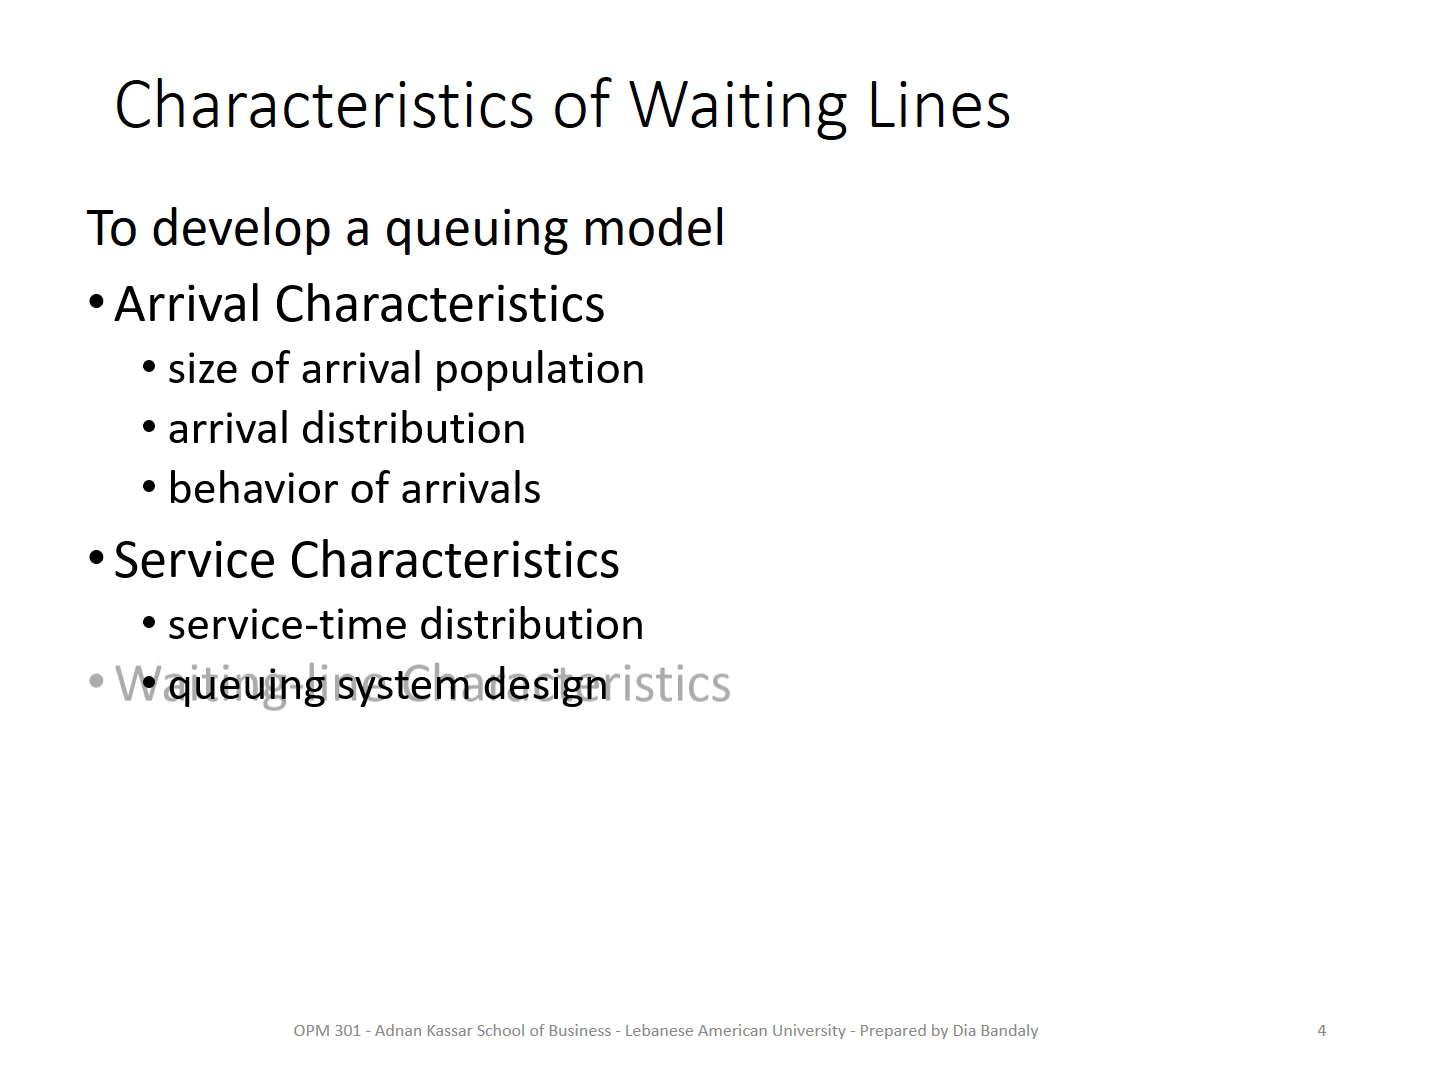 Characteristics of Waiting Lines
To develop a queuing model
• Arrival Characteristics
• size of arrival population
• arrival distribution
• behavior of arrivals
• Service Characteristics
• service-time distribution
• queuing system design
• Waiting-line Characteristics
OPM 301 - Adnan Kassar School of Business - Lebanese American University - Prepared by Dia Bandaly
4